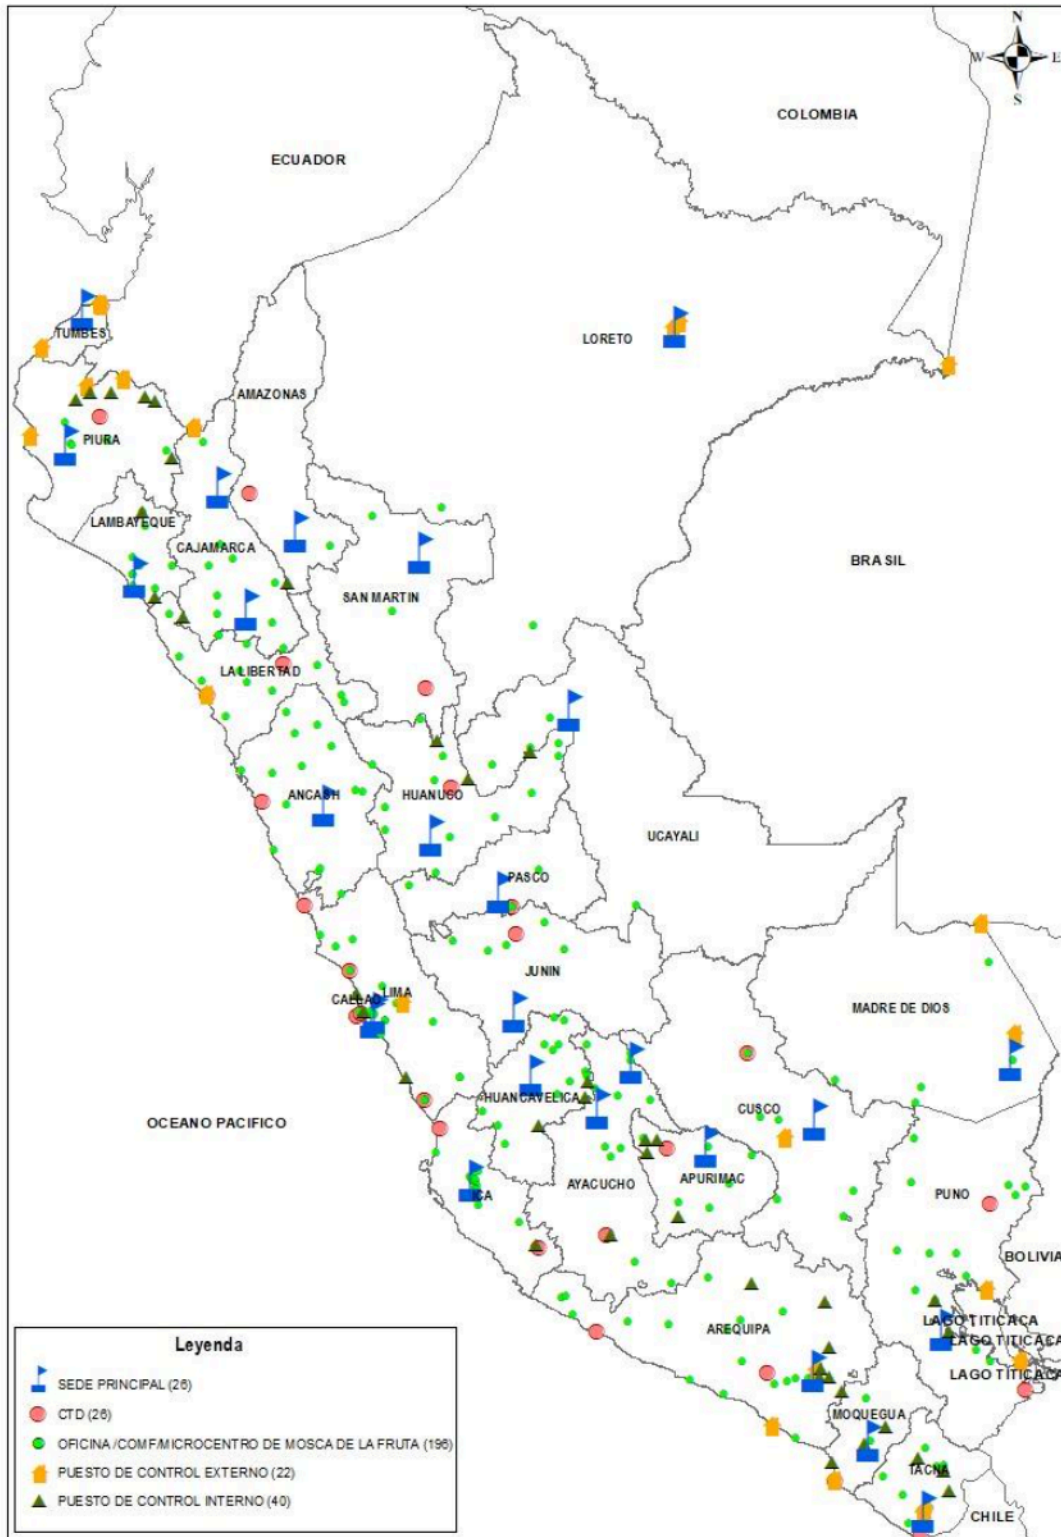 N
W E
S
COLOMBIA
ECUADOR
TUMBES
LORETO
AMAZONAS
PIURA
LAMBAYEQUE
CAJAMARCA
BRASIL
SAN MARTIN
LA LIBERTAD
ANCASH
HUANUCO
UCAYALI
PASCO
JUNIN
LIMA
CALLAO
MADRE DE DIOS
HUANCAVELICA
CUSCO
OCEANO PACIFICO
AYACUCHO
APURIMAC
ICA
PUNO
BOLIVIA
LAGO TITICACA
AREQUIPA
LAGO TITICACA
LAGO TITICACA
MOQUEGUA
TACNA
CHILE
Leyenda
SEDE PRINCIPAL (26)
CTD (26)
OFICINA/COMF/MICROCENTRO DE MOSCA DE LA FRUTA (196)
PUESTO DE CONTROL EXTERNO (22)
PUESTO DE CONTROL INTERNO (40)